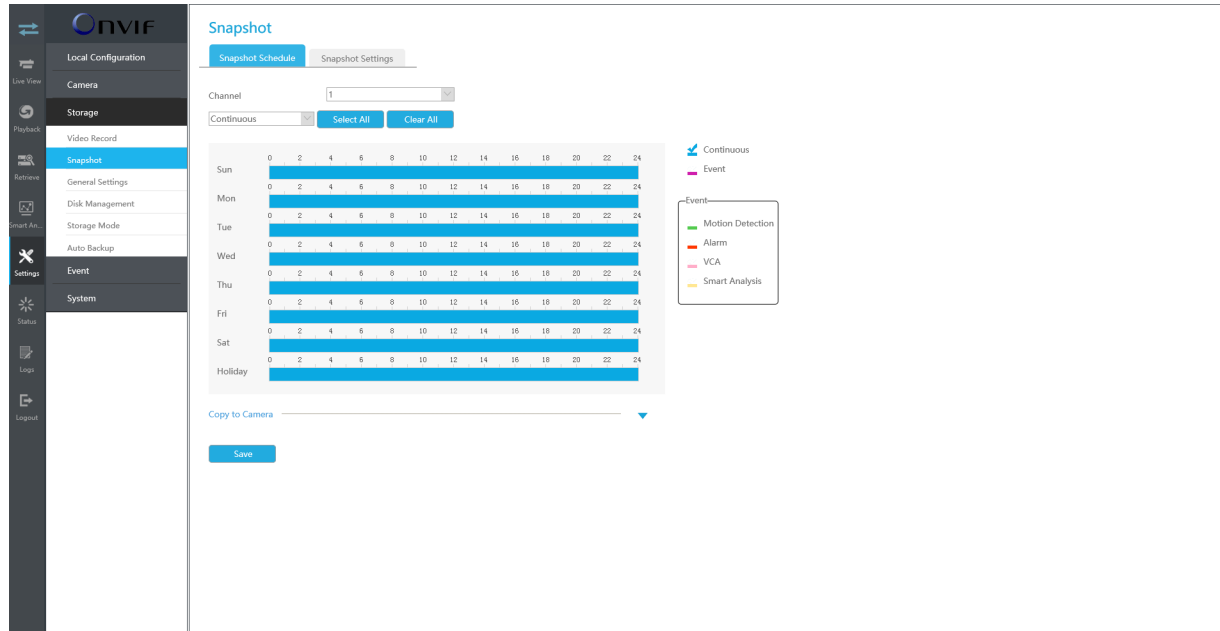 ONVIF
Live View
Playback
Retrieve
Smart An...
Settings
Status
Logs
Logout
Local Configuration
Camera
Storage
Video Record
Snapshot
General Settings
Disk Management
Storage Mode
Auto Backup
Event
System
Snapshot
Snapshot Schedule Snapshot Settings
Channel 1
Continuous Select All Clear All
0 2 4 6 8 10 12 14 16 18 20 22 24
Sun
0 2 4 6 8 10 12 14 16 18 20 22 24
Mon
0 2 4 6 8 10 12 14 16 18 20 22 24
Tue
0 2 4 6 8 10 12 14 16 18 20 22 24
Wed
0 2 4 6 8 10 12 14 16 18 20 22 24
Thu
0 2 4 6 8 10 12 14 16 18 20 22 24
Fri
0 2 4 6 8 10 12 14 16 18 20 22 24
Sat
0 2 4 6 8 10 12 14 16 18 20 22 24
Holiday
Continuous
Event
Event
Motion Detection
Alarm
VCA
Smart Analysis
Copy to Camera
Save